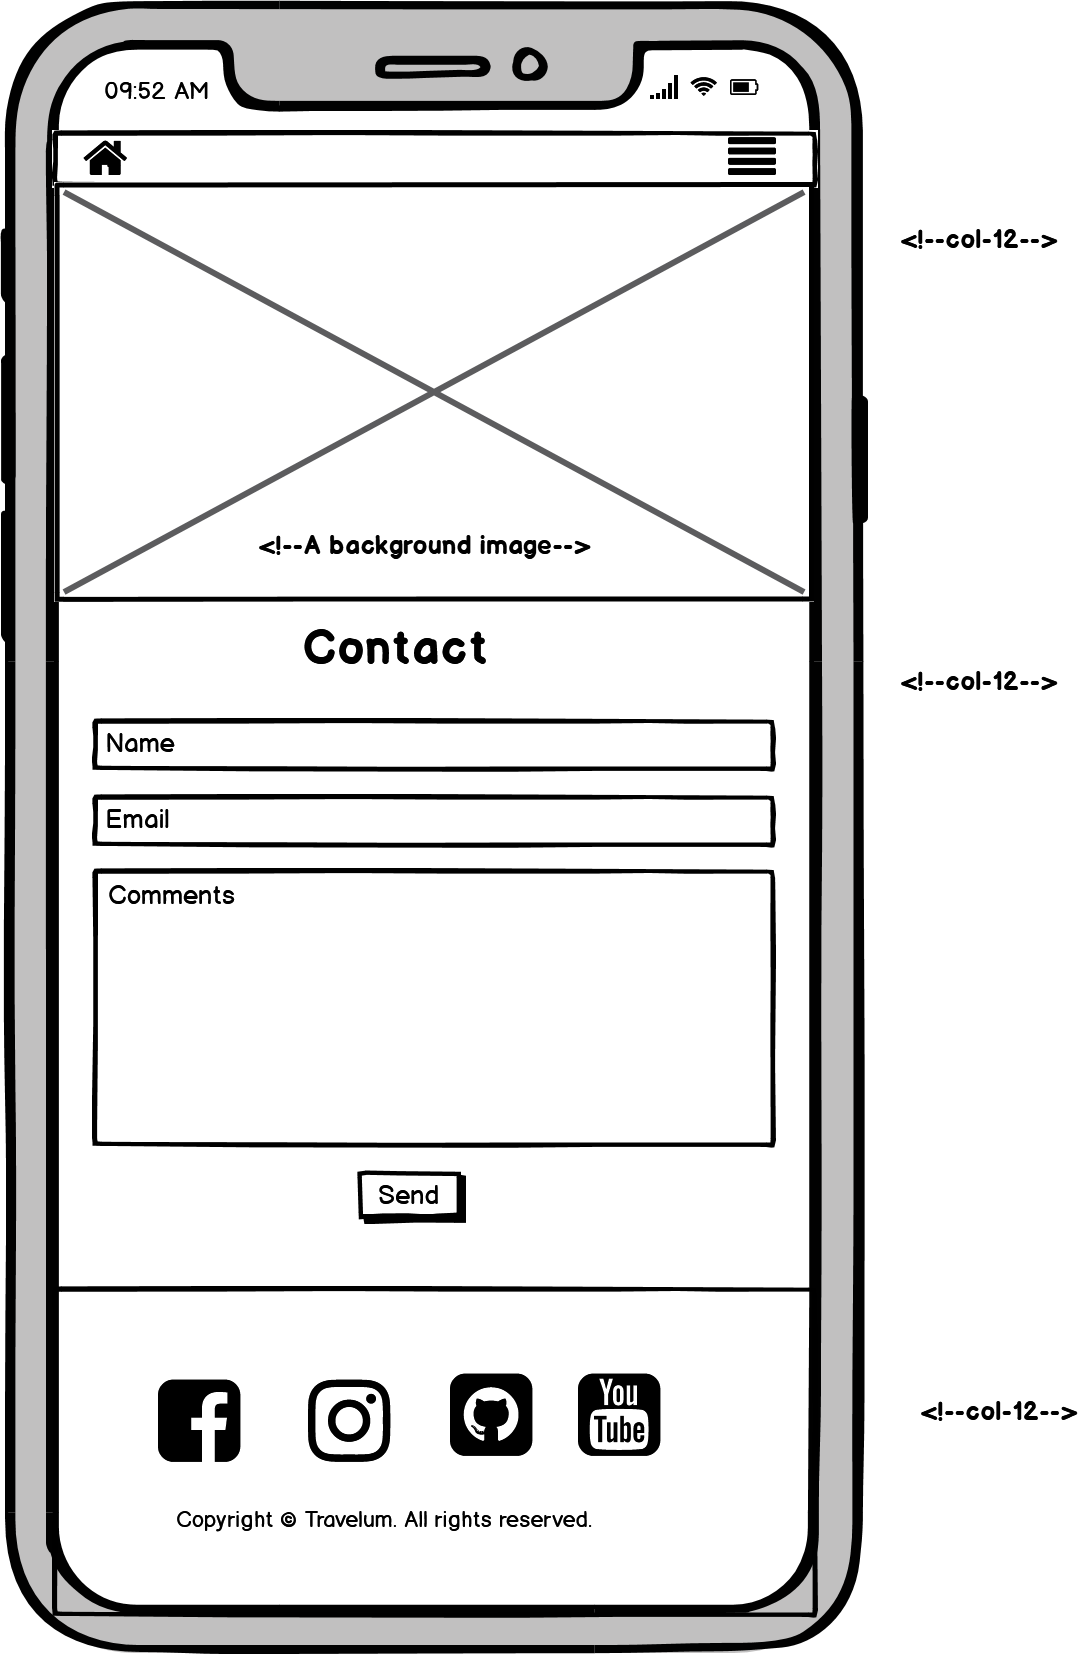 09:52 AM
<!--col-12-->
<!--A background image-->
Contact
<!--col-12-->
Name
Email
Comments
Send
You
Tube
<!--col-12-->
Copyright © Travelum. All rights reserved.